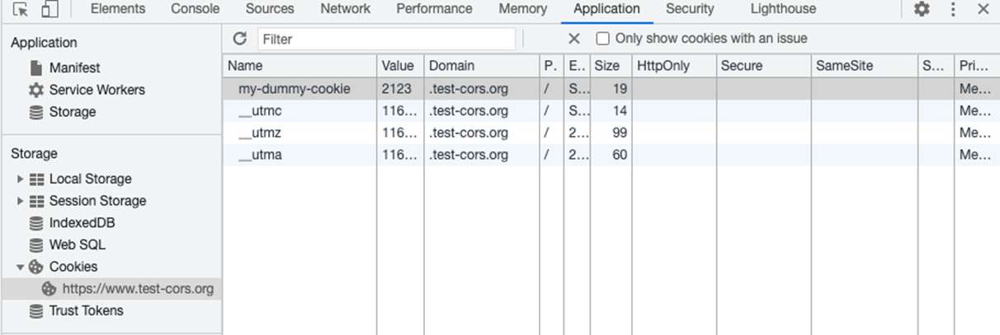 Elements Console Sources Network Performance Memory Application Security Lighthouse
Application
Manifest
Service Workers
Storage
Storage
Local Storage
Session Storage
IndexedDB
Web SQL
Cookies
https://www.test-cors.org
Trust Tokens
Filter Only show cookies with an issue
Name Value Domain P. E.. Size HttpOnly Secure SameSite S... Pri...
my-dummy-cookie 2123 .test-cors.org / S... 19 Me...
__utmc 116... .test-cors.org / S... 14 Me...
__utmz 116... .test-cors.org / 2... 99 Me...
__utma 116... .test-cors.org / 2... 60 Me...